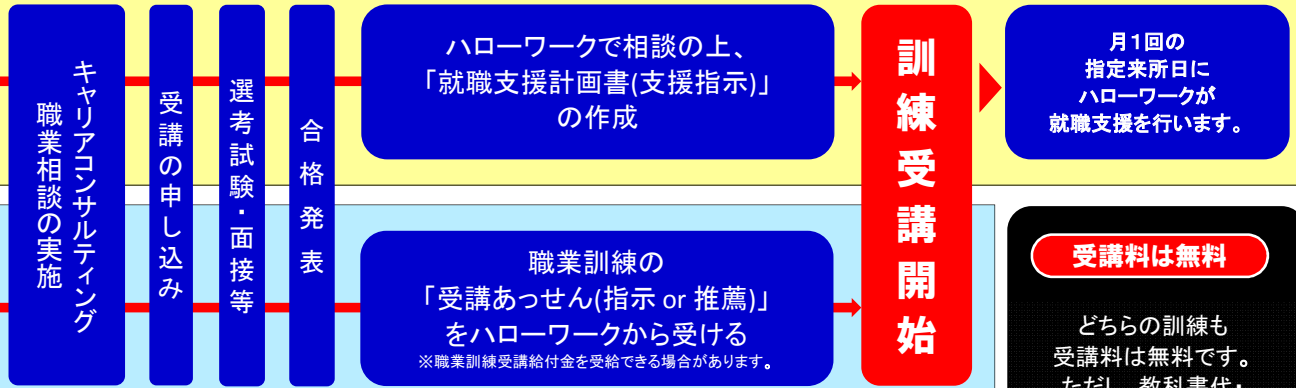 キャリアコンサルティング
職業相談の実施
受講の申し込み
選考試験・面接等
合格発表
ハローワークで相談の上、
「就職支援計画書(支援指示)」
の作成
職業訓練の
「受講あっせん(指示 or 推薦)」
をハローワークから受ける
※職業訓練受講給付金を受給できる場合があります。
訓練受講開始
月1回の
指定来所日に
ハローワークが
就職支援を行います。
受講料は無料
どちらの訓練も
受講料は無料です。
ただし、教科書代・